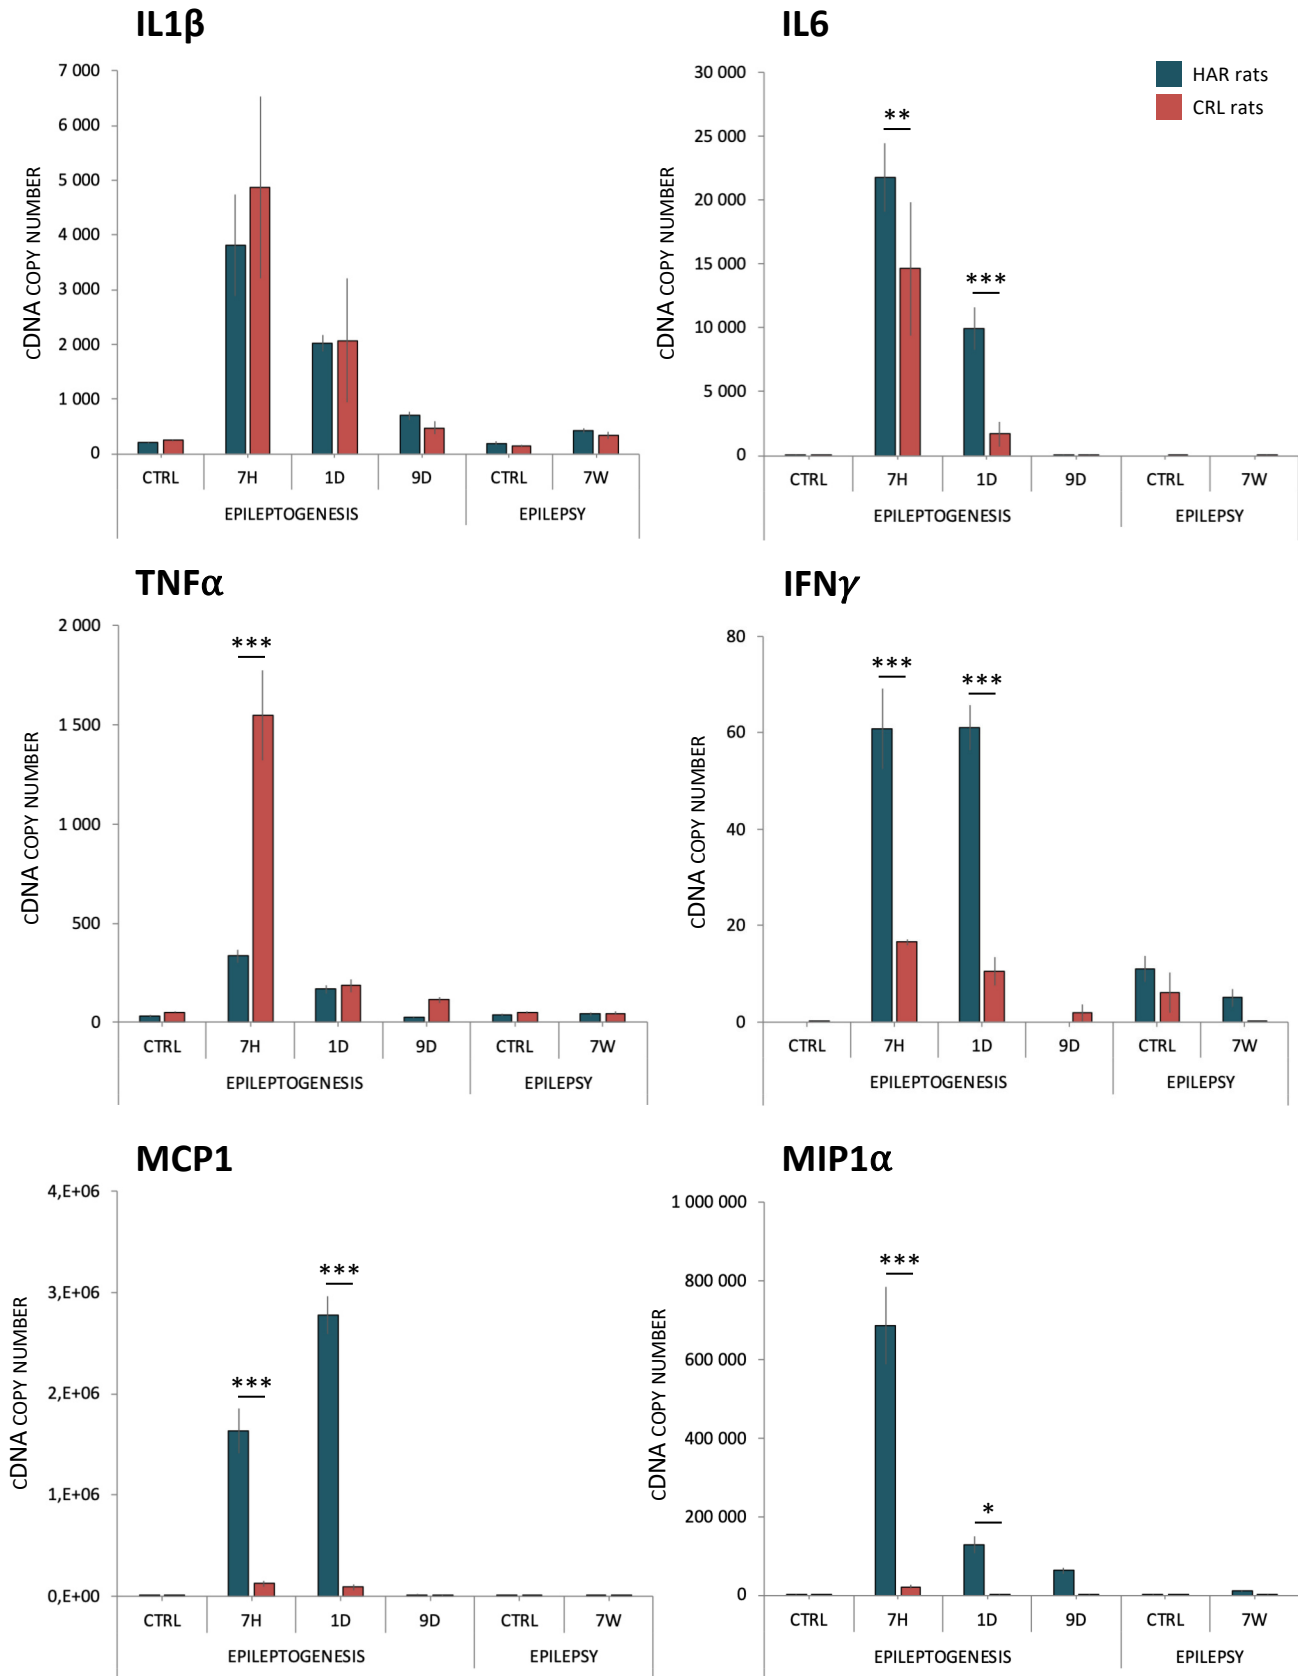 IL1β
7 000
6 000
5 000
4 000
3 000
2 000
1 000
0
cDNA COPY NUMBER
CTRL 7H 1D 9D CTRL 7W
EPILEPTOGENESIS EPILEPSY
IL6
HAR rats
CRL rats
30 000
25 000
20 000
15 000
10 000
5 000
0
cDNA COPY NUMBER
**
***
CTRL 7H 1D 9D CTRL 7W
EPILEPTOGENESIS EPILEPSY
TNFα
2 000
1 500
1 000
500
0
cDNA COPY NUMBER
***
CTRL 7H 1D 9D CTRL 7W
EPILEPTOGENESIS EPILEPSY
IFNγ
80
60
40
20
0
cDNA COPY NUMBER
***
***
CTRL 7H 1D 9D CTRL 7W
EPILEPTOGENESIS EPILEPSY
MCP1
4,E+06
3,E+06
2,E+06
1,E+06
0,E+00
cDNA COPY NUMBER
***
***
CTRL 7H 1D 9D CTRL 7W
EPILEPTOGENESIS EPILEPSY
MIP1α
1 000 000
800 000
600 000
400 000
200 000
0
cDNA COPY NUMBER
***
*
CTRL 7H 1D 9D CTRL 7W
EPILEPTOGENESIS EPILEPSY